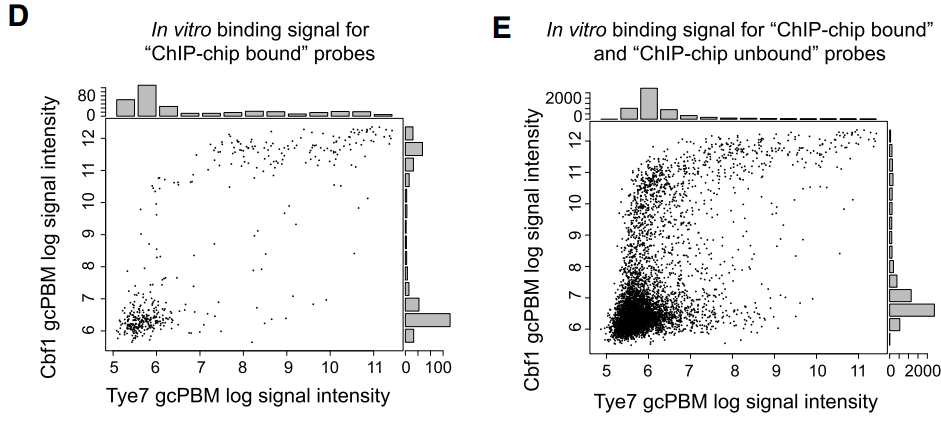 D
In vitro binding signal for
“ChIP-chip bound” probes
80
0
Cbf1 gcPBM log signal intensity
12
11
10
9
8
7
6
5 6 7 8 9 10 11
0 100
Tye7 gcPBM log signal intensity
E
In vitro binding signal for “ChIP-chip bound”
and “ChIP-chip unbound” probes
2000
0
Cbf1 gcPBM log signal intensity
12
11
10
9
8
7
6
5 6 7 8 9 10 11
0 2000
Tye7 gcPBM log signal intensity